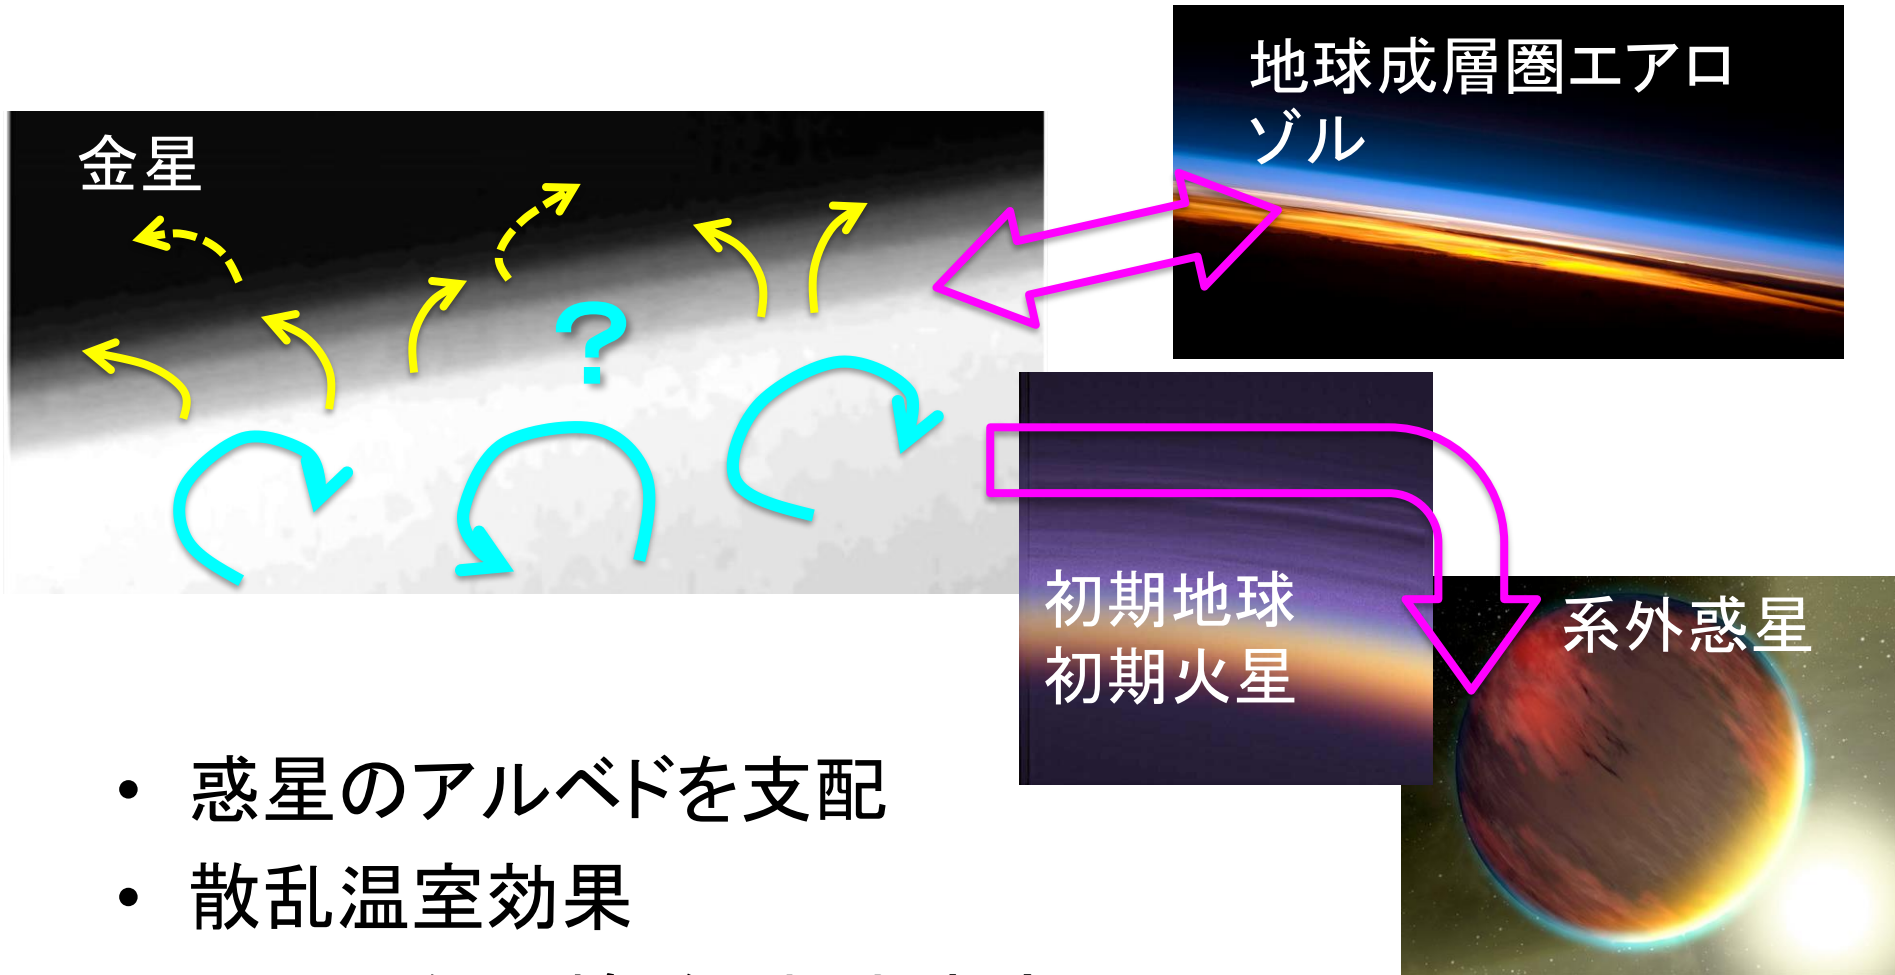 地球成層圏エアロ
ゾル
金星
?
初期地球
初期火星
系外惑星
• 惑星のアルベドを支配
• 散乱温室効果